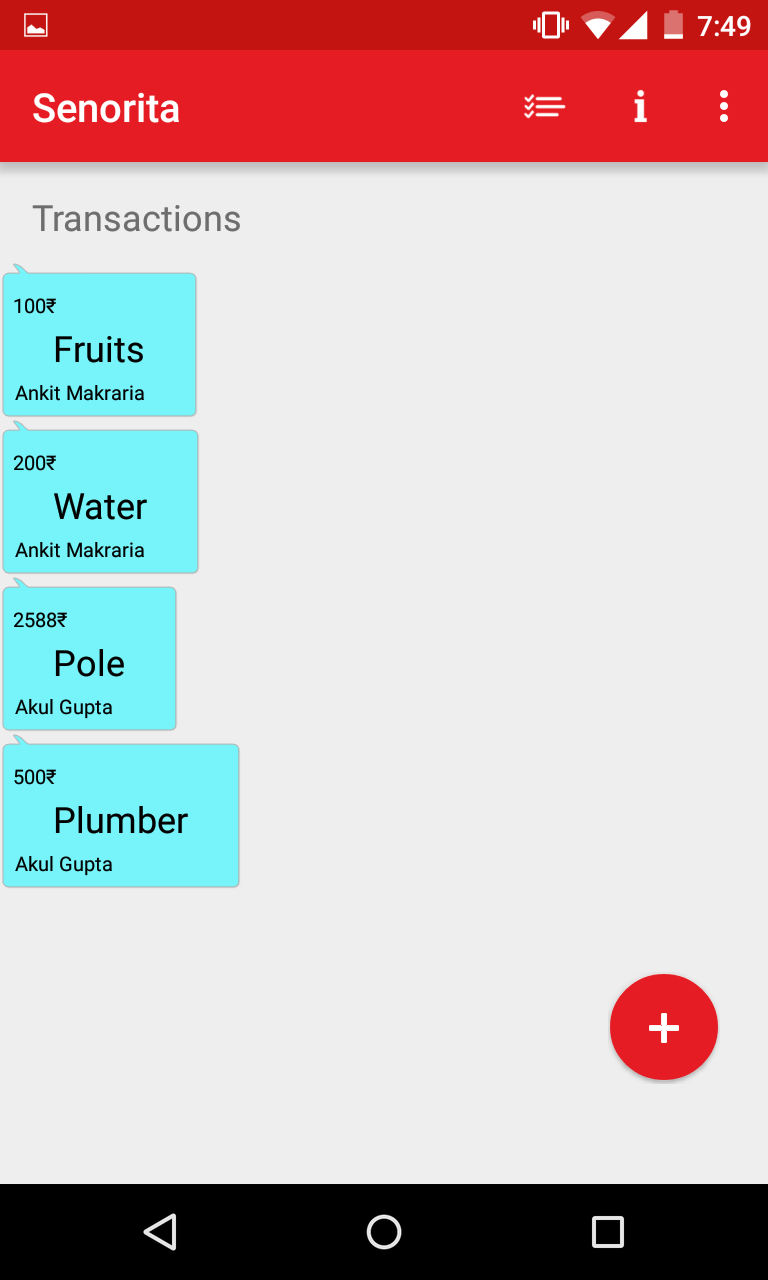 7:49
Senorita
Transactions
100₹
Fruits
Ankit Makraria
200₹
Water
Ankit Makraria
2588₹
Pole
Akul Gupta
500₹
Plumber
Akul Gupta